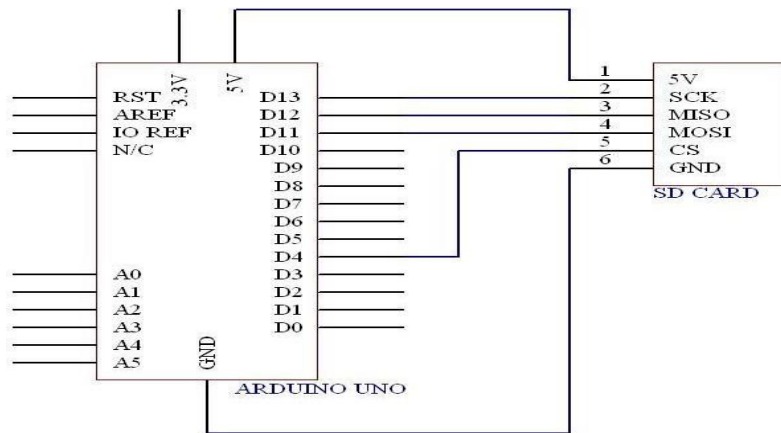 3.3V
5V
RST
AREF
IO REF
N/C
A0
A1
A2
A3
A4
A5
D13
D12
D11
D10
D9
D8
D7
D6
D5
D4
D3
D2
D1
D0
GND
ARDUINO UNO
1
2
3
4
5
6
5V
SCK
MISO
MOSI
CS
GND
SD CARD